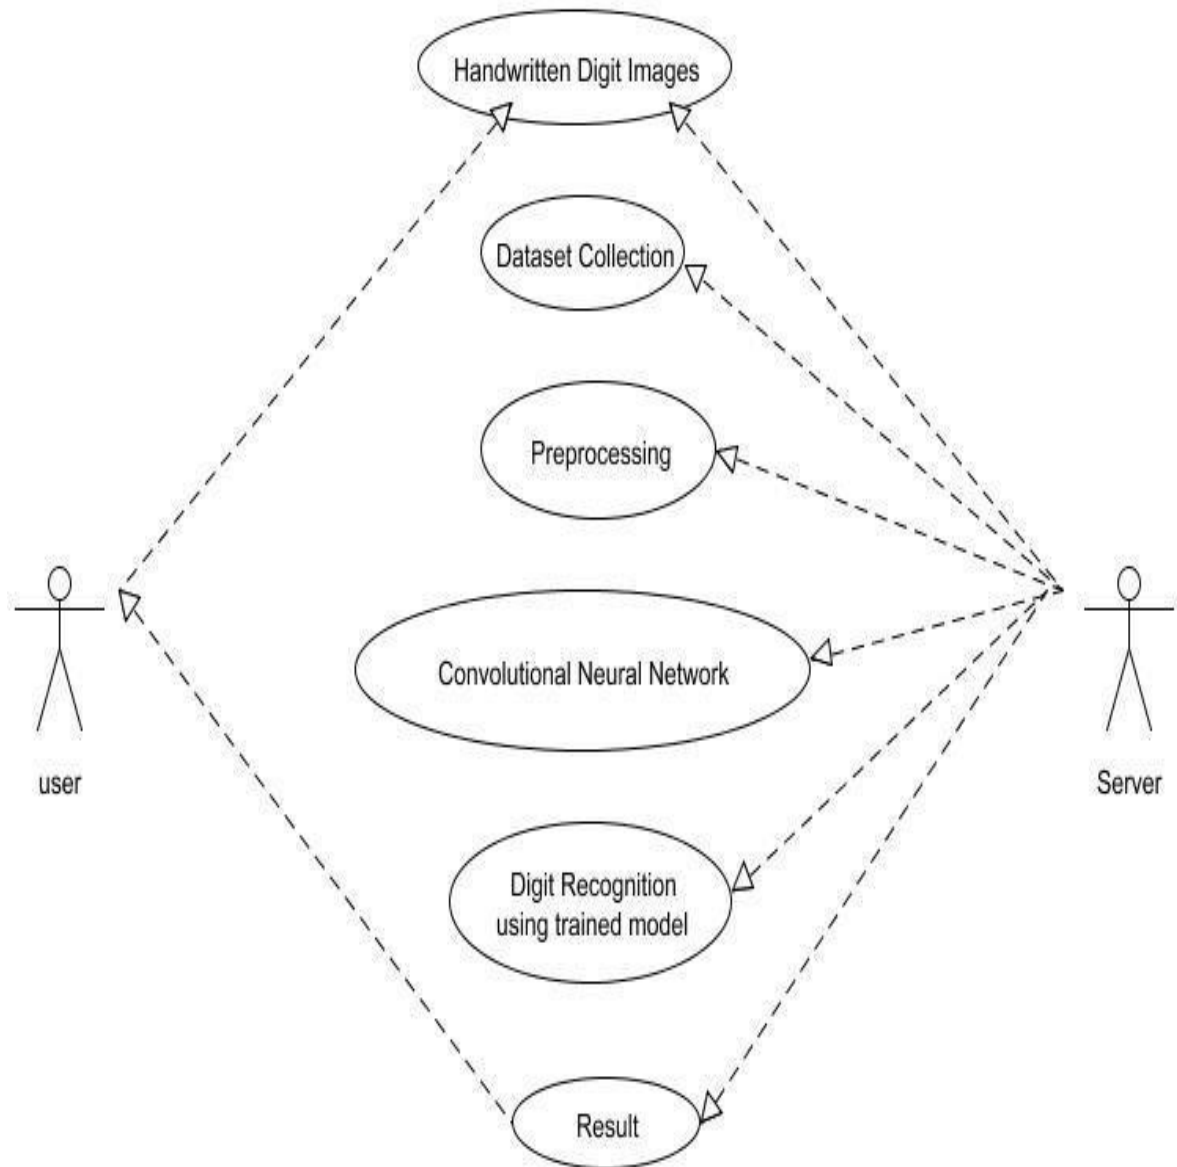 Handwritten Digit Images
Dataset Collection
Preprocessing
Convolutional Neural Network
user
Server
Digit Recognition
using trained model
Result